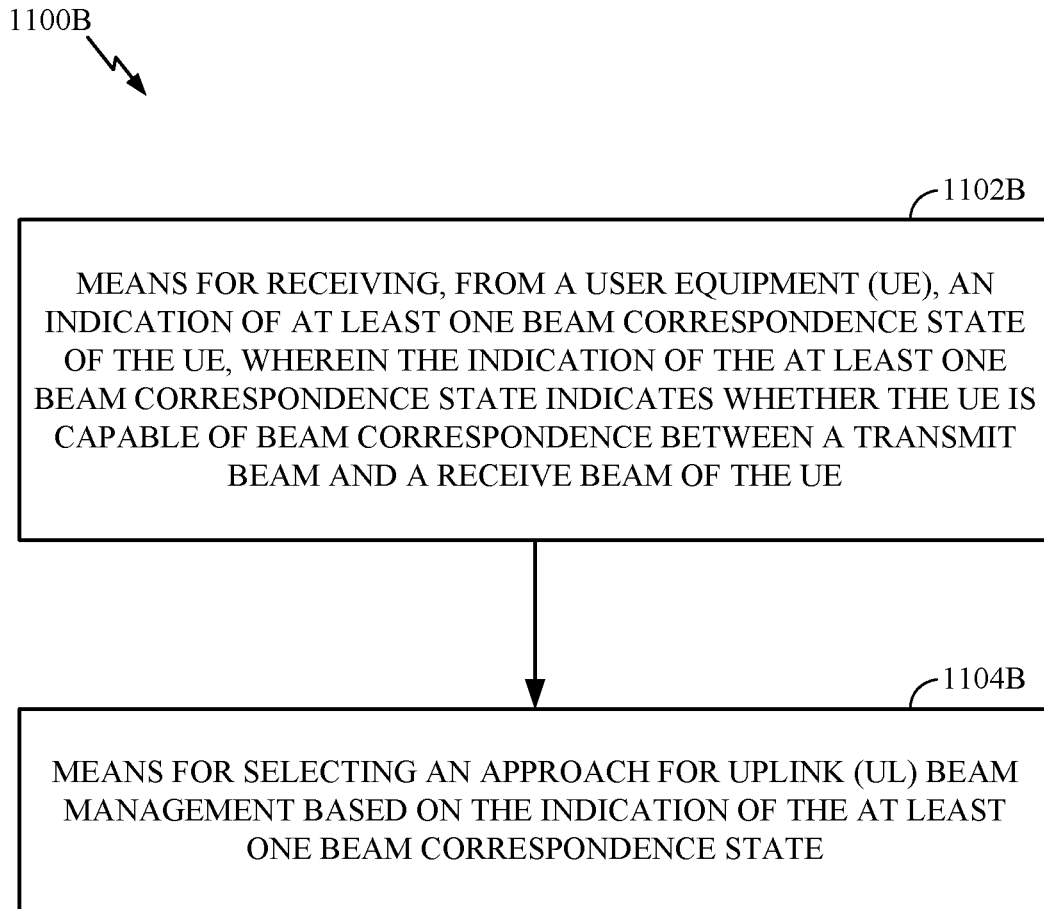 1100B
1102B
MEANS FOR RECEIVING, FROM A USER EQUIPMENT (UE), AN
INDICATION OF AT LEAST ONE BEAM CORRESPONDENCE STATE
OF THE UE, WHEREIN THE INDICATION OF THE AT LEAST ONE
BEAM CORRESPONDENCE STATE INDICATES WHETHER THE UE IS
CAPABLE OF BEAM CORRESPONDENCE BETWEEN A TRANSMIT
BEAM AND A RECEIVE BEAM OF THE UE
1104B
MEANS FOR SELECTING AN APPROACH FOR UPLINK (UL) BEAM
MANAGEMENT BASED ON THE INDICATION OF THE AT LEAST
ONE BEAM CORRESPONDENCE STATE